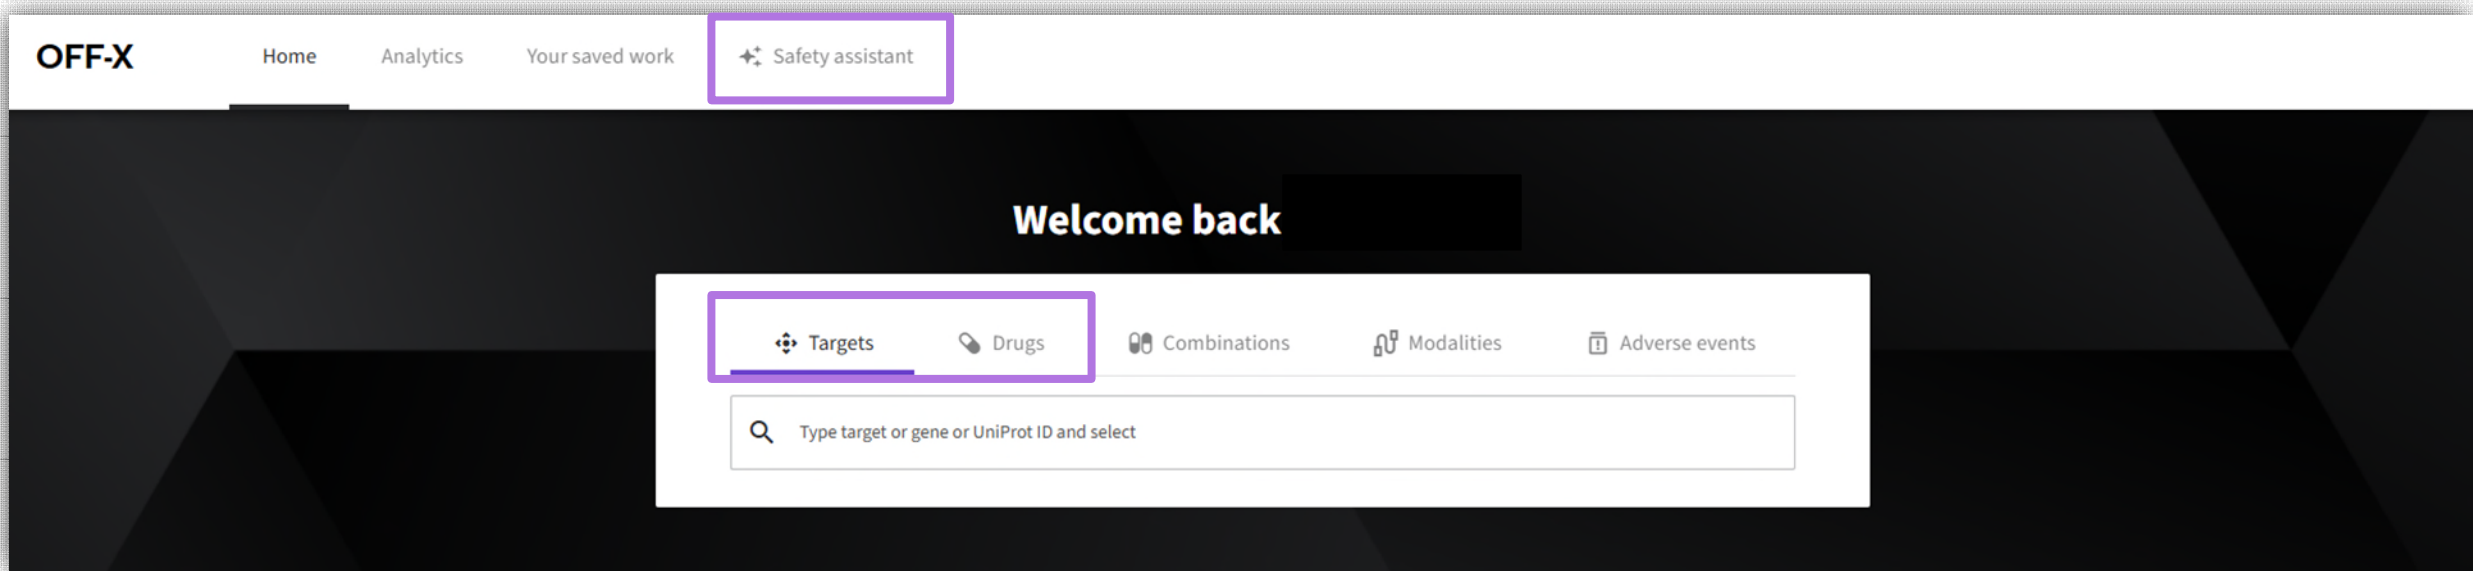 OFF-X Home Analytics Your saved work Safety assistant
Welcome back
Targets Drugs Combinations Modalities Adverse events
Type target or gene or UniProt ID and select